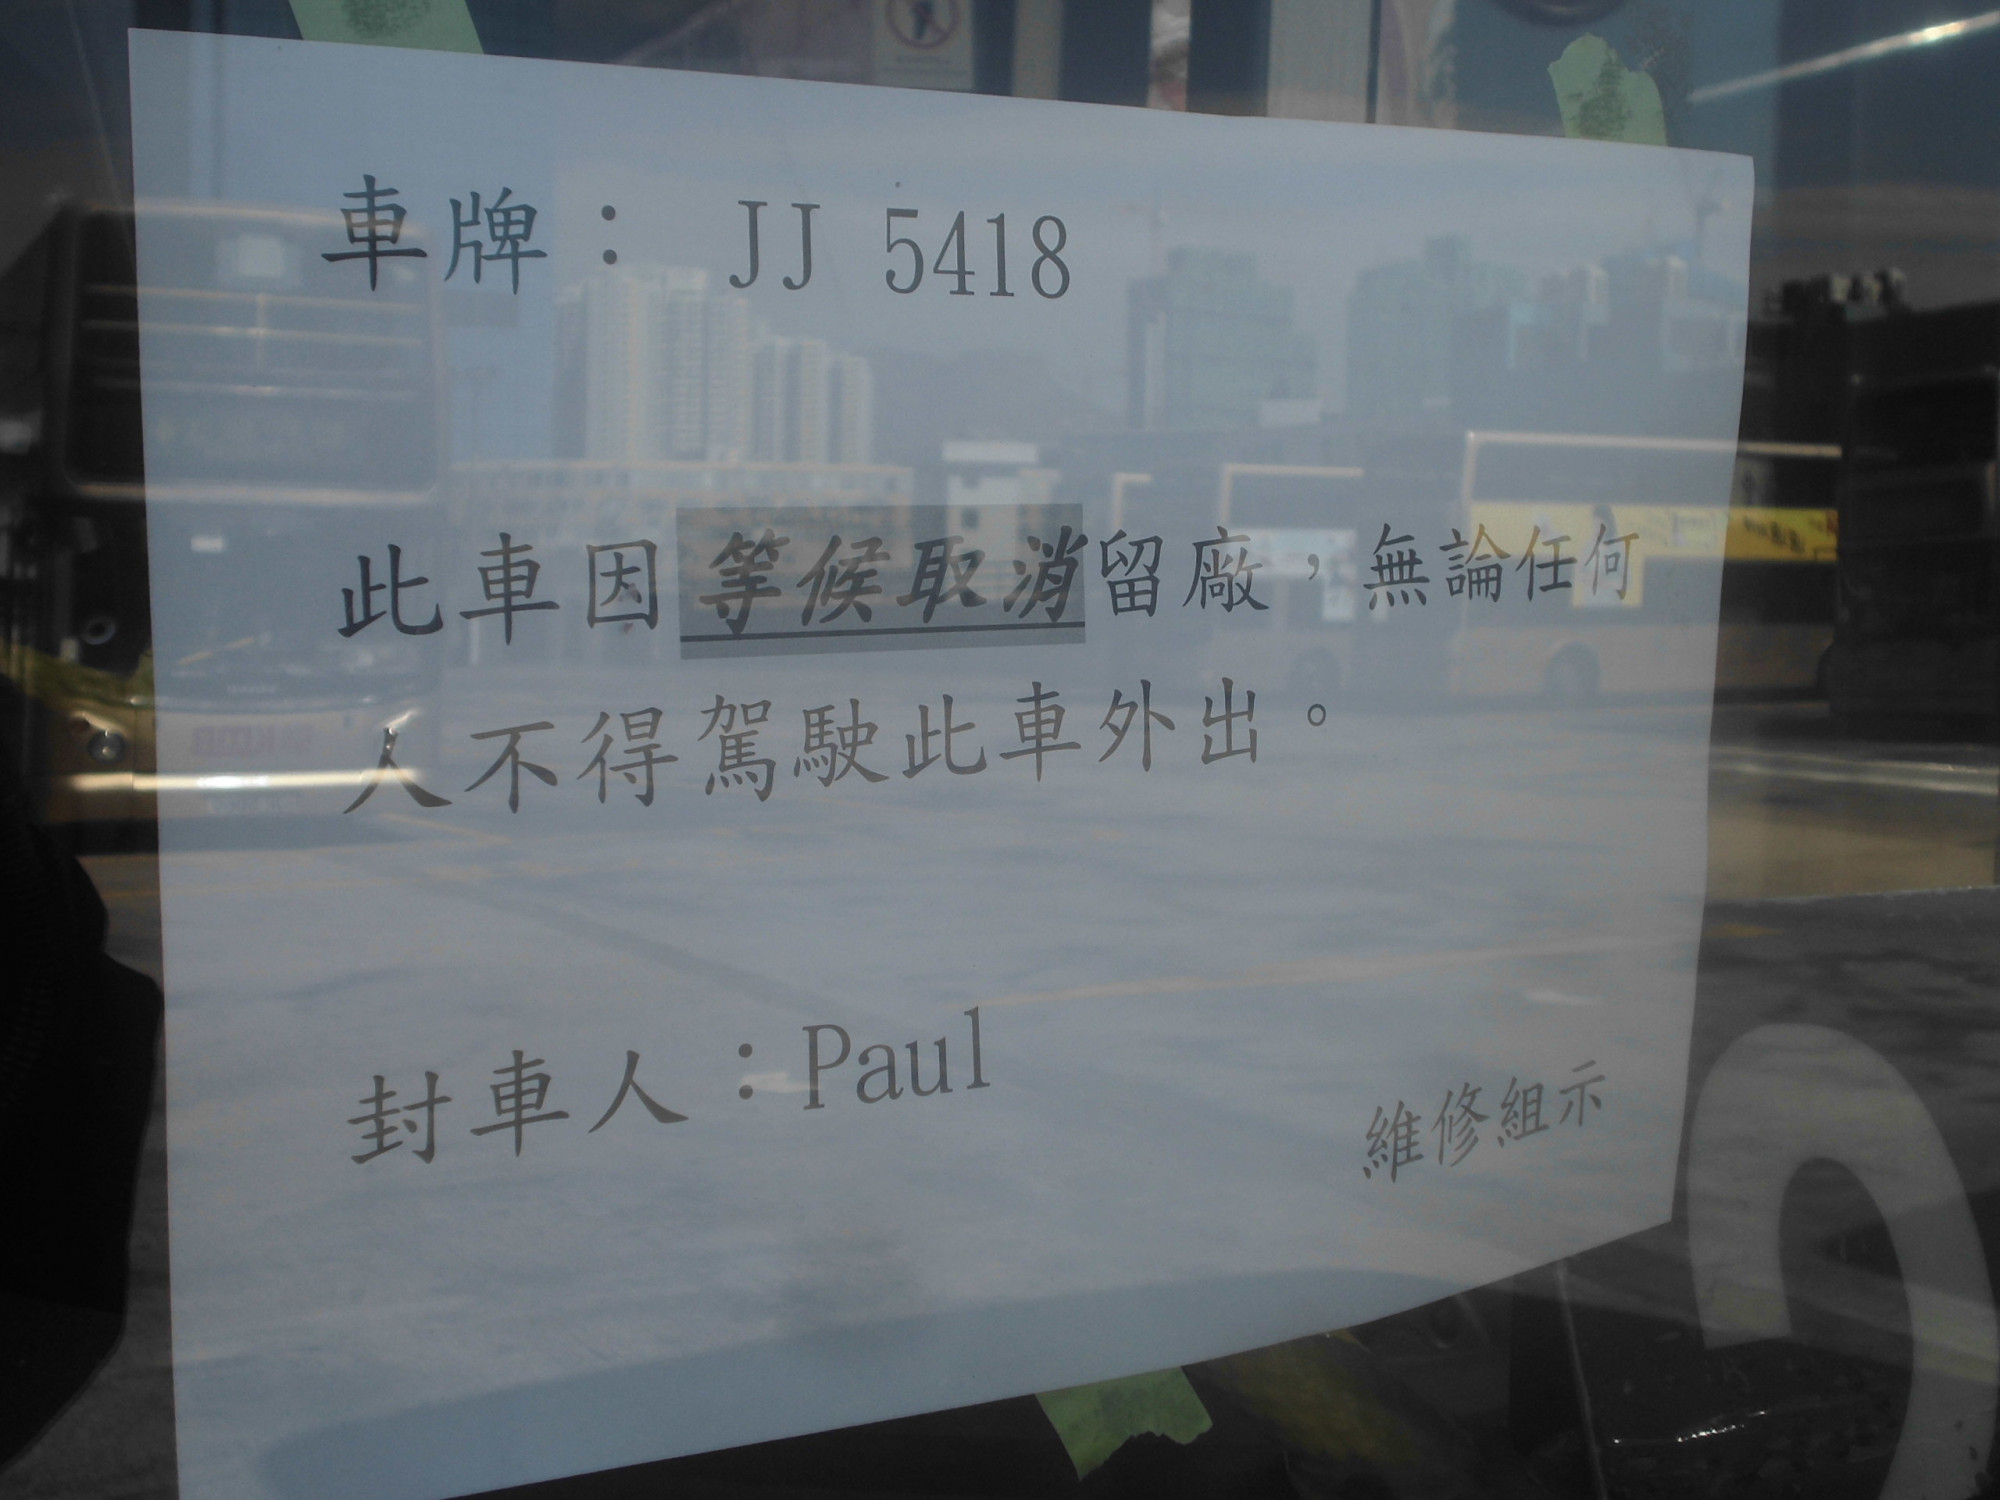 車牌： JJ 5418
此車因等候取消留廠，無論任何
人不得駕駛此車外出。
封車人：Paul
維修組示